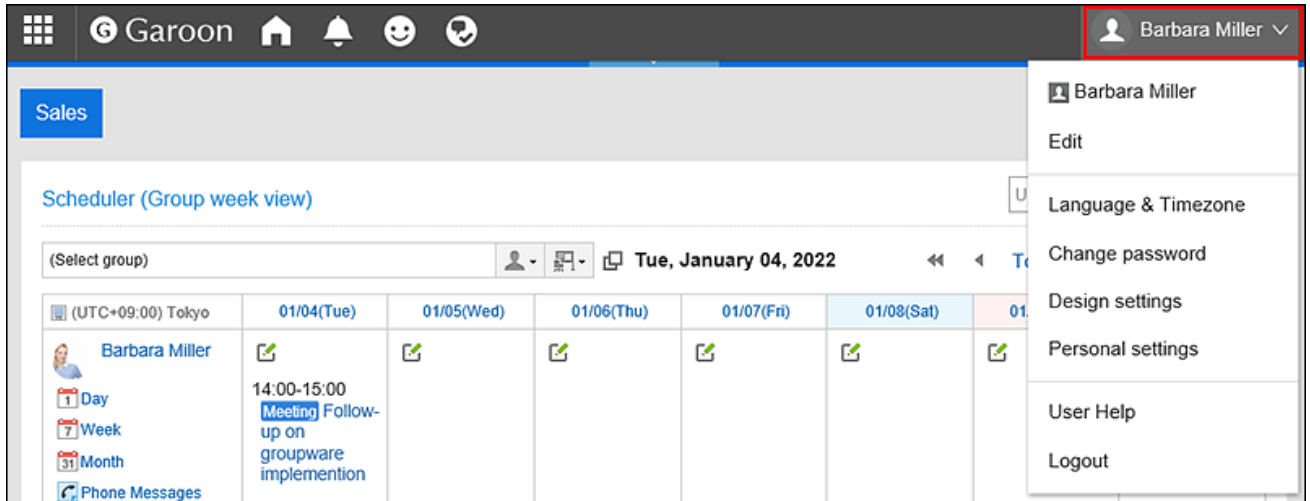 G Garoon
Barbara Miller
Barbara Miller
Edit
Language & Timezone
Change password
Design settings
Personal settings
User Help
Logout
Sales
Scheduler (Group week view)
U
(Select group)
Tue, January 04, 2022
(UTC+09:00) Tokyo
01/04(Tue)
01/05(Wed)
01/06(Thu)
01/07(Fri)
01/08(Sat)
Barbara Miller
1 Day
7 Week
31 Month
Phone Messages
14:00-15:00
Meeting Follow-
up on
groupware
implemention